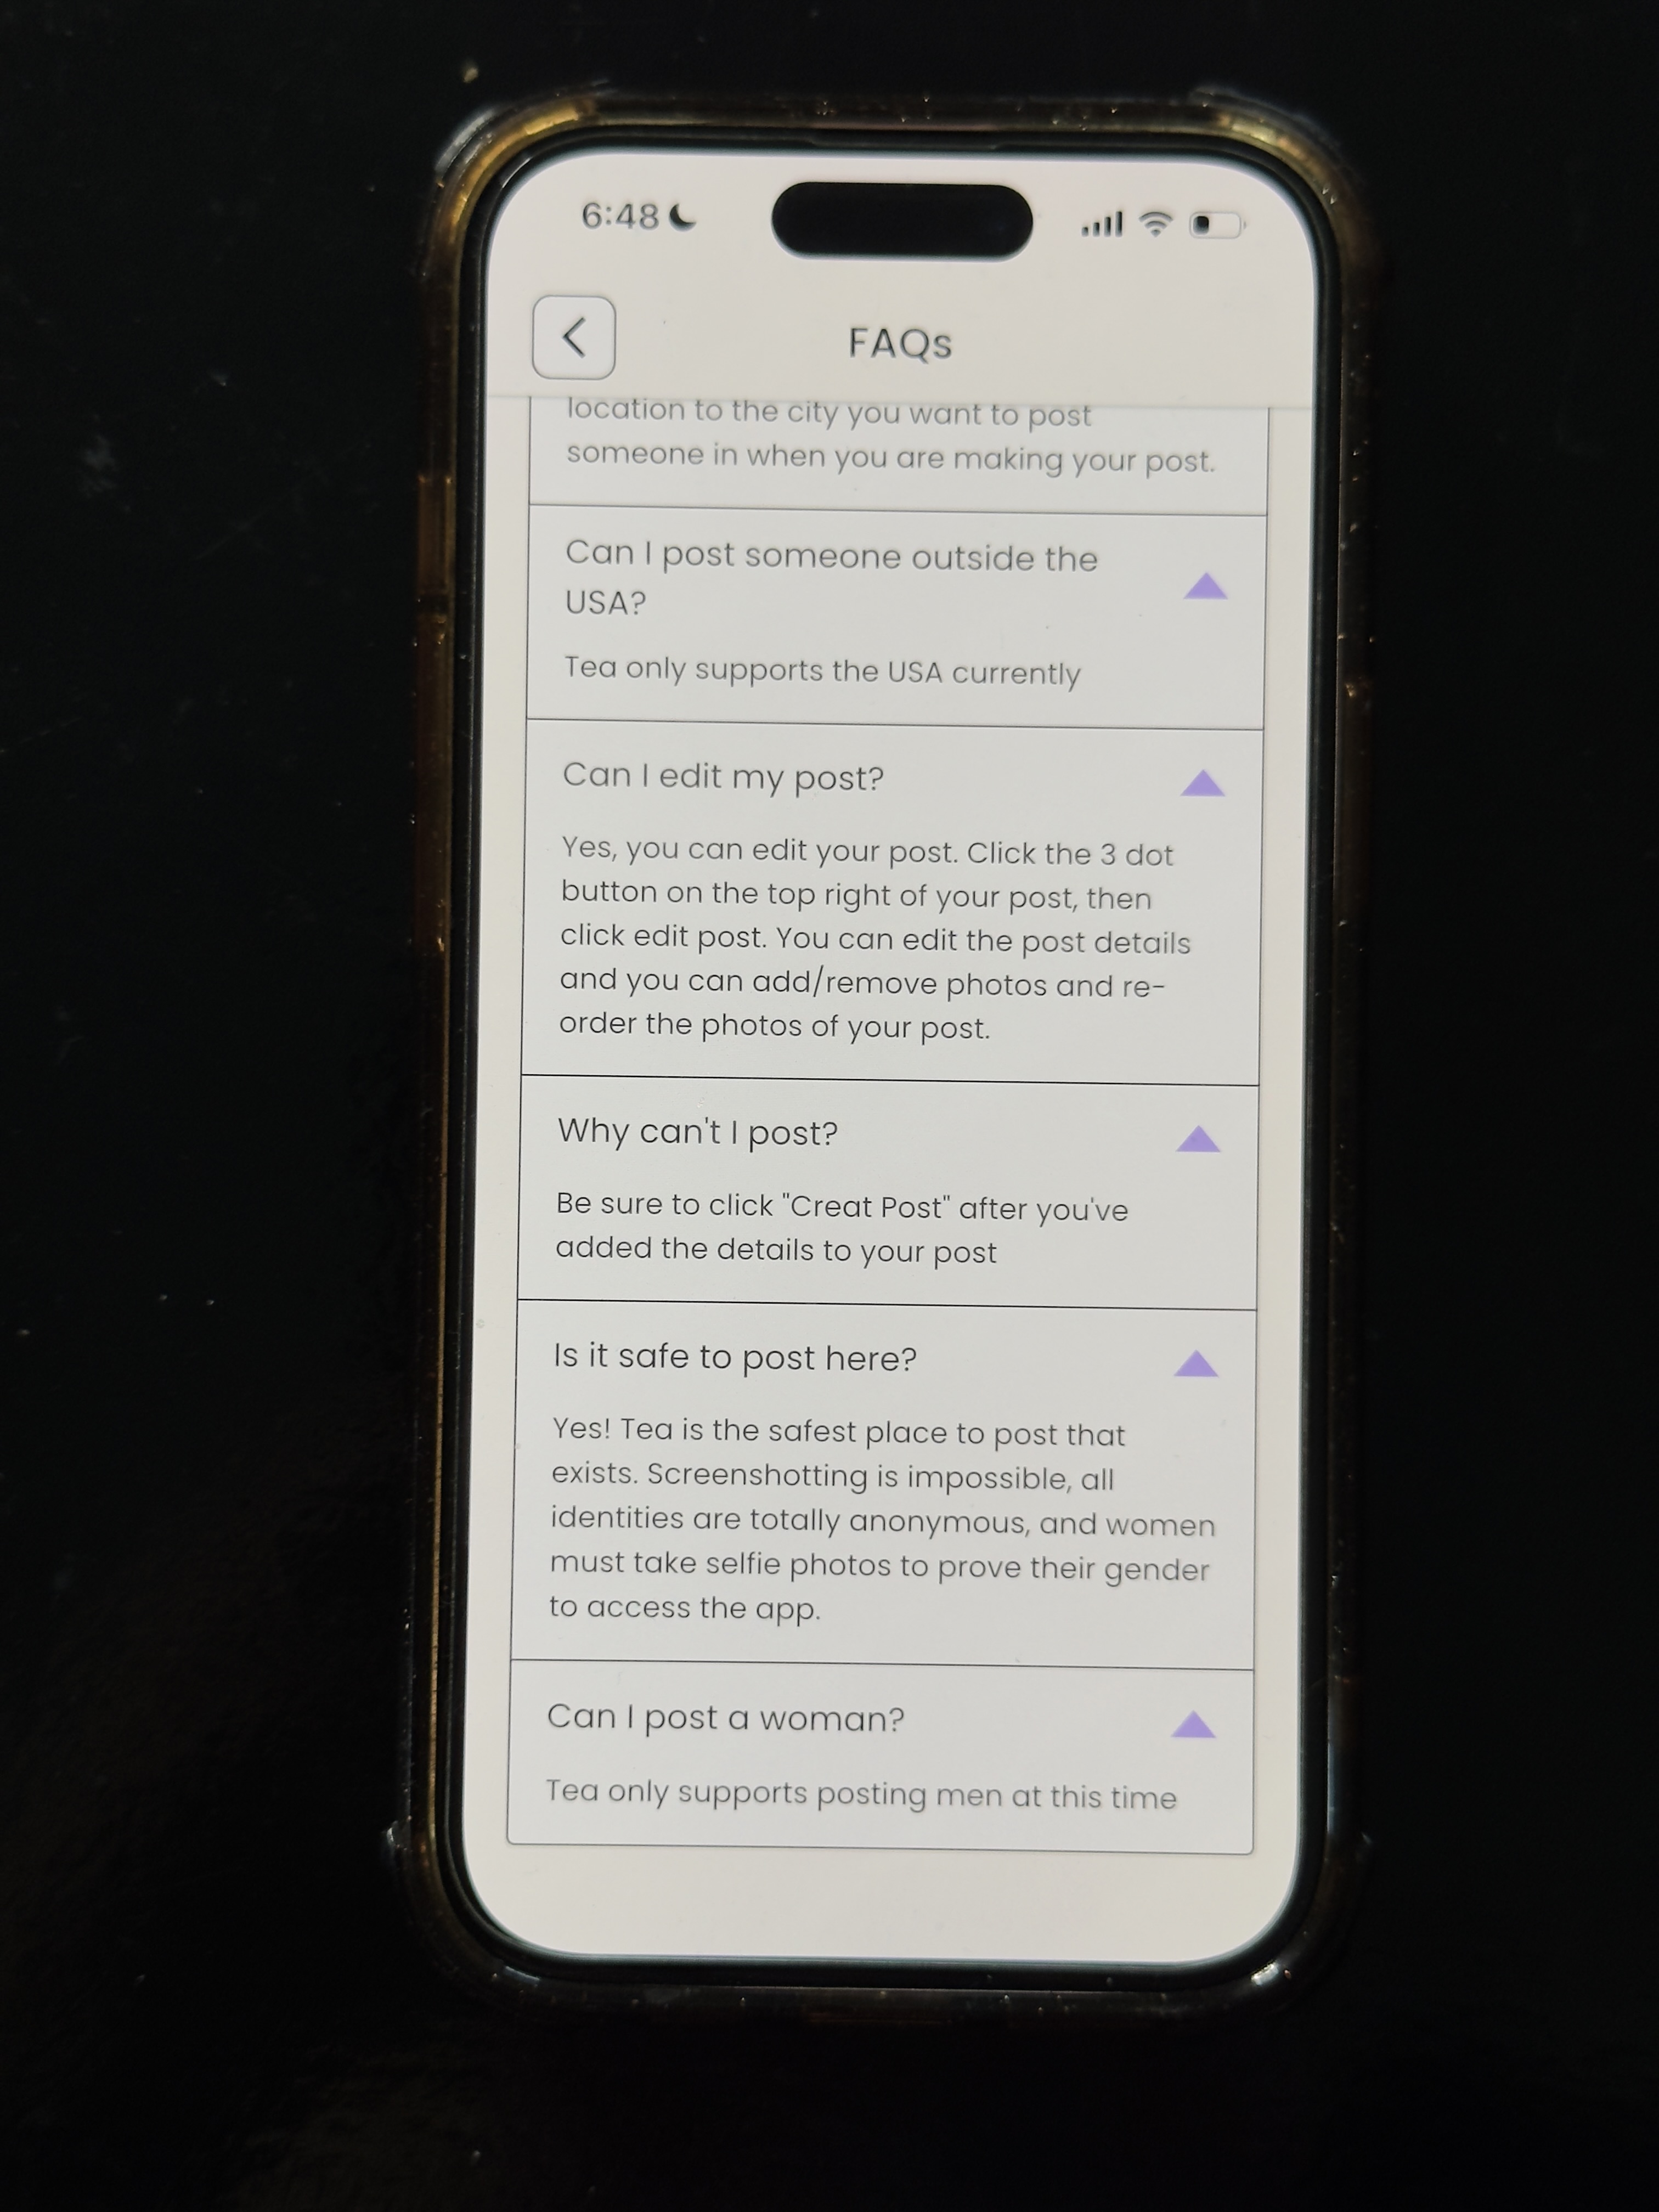 6:48
FAQs
location to the city you want to post
someone in when you are making your post.
Can I post someone outside the
USA?
Tea only supports the USA currently
Can I edit my post?
Yes, you can edit your post. Click the 3 dot
button on the top right of your post, then
click edit post. You can edit the post details
and you can add/remove photos and re-
order the photos of your post.
Why can't I post?
Be sure to click "Creat Post" after you've
added the details to your post
Is it safe to post here?
Yes! Tea is the safest place to post that
exists. Screenshotting is impossible, all
identities are totally anonymous, and women
must take selfie photos to prove their gender
to access the app.
Can I post a woman?
Tea only supports posting men at this time